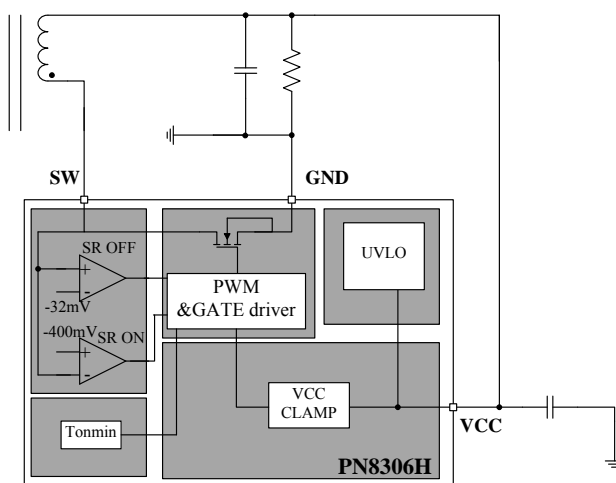 SW
GND
SR OFF
+
-
-32mV
-400mV
SR ON
+
-
PWM
&GATE driver
UVLO
Tonmin
VCC
CLAMP
VCC
PN8306H